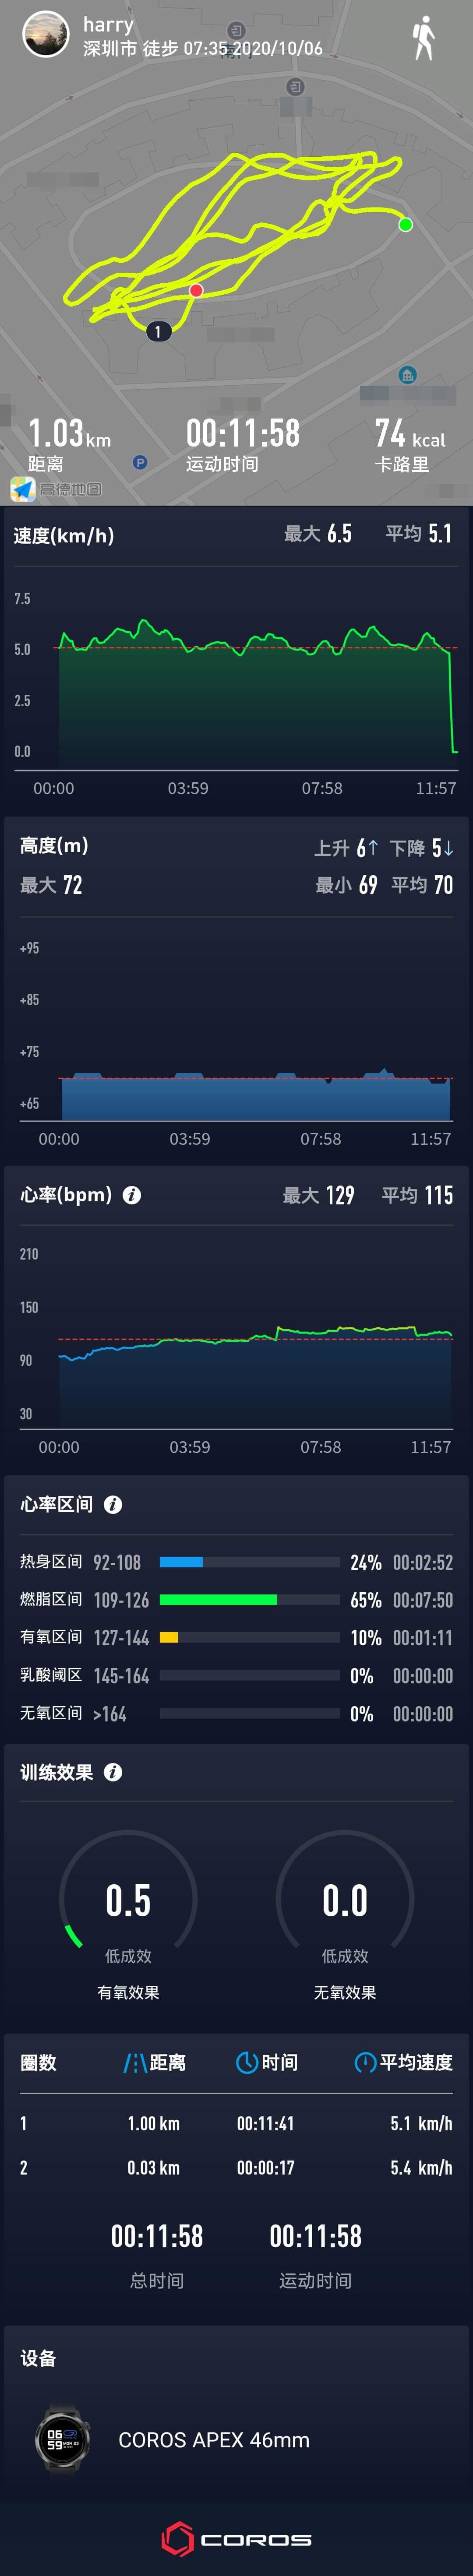 harry
深圳市 徒步 07:35 2020/10/06
南门
1
1.03km 00:11:58 74 kcal
距离 P 运动时间 卡路里
高德地图
速度(km/h) 最大 6.5 平均 5.1
7.5
5.0
2.5
0.0
00:00 03:59 07:58 11:57
高度(m) 上升 6↑ 下降 5↓
最大 72 最小 69 平均 70
+95
+85
+75
+65
00:00 03:59 07:58 11:57
心率(bpm) i 最大 129 平均 115
210
150
90
30
00:00 03:59 07:58 11:57
心率区间 i
热身区间 92-108 24% 00:02:52
燃脂区间 109-126 65% 00:07:50
有氧区间 127-144 10% 00:01:11
乳酸阈区 145-164 0% 00:00:00
无氧区间 >164 0% 00:00:00
训练效果 i
0.5 0.0
低成效 低成效
有氧效果 无氧效果
圈数 距离 时间 平均速度
1 1.00 km 00:11:41 5.1 km/h
2 0.03 km 00:00:17 5.4 km/h
00:11:58 00:11:58
总时间 运动时间
设备
COROS APEX 46mm
COROS